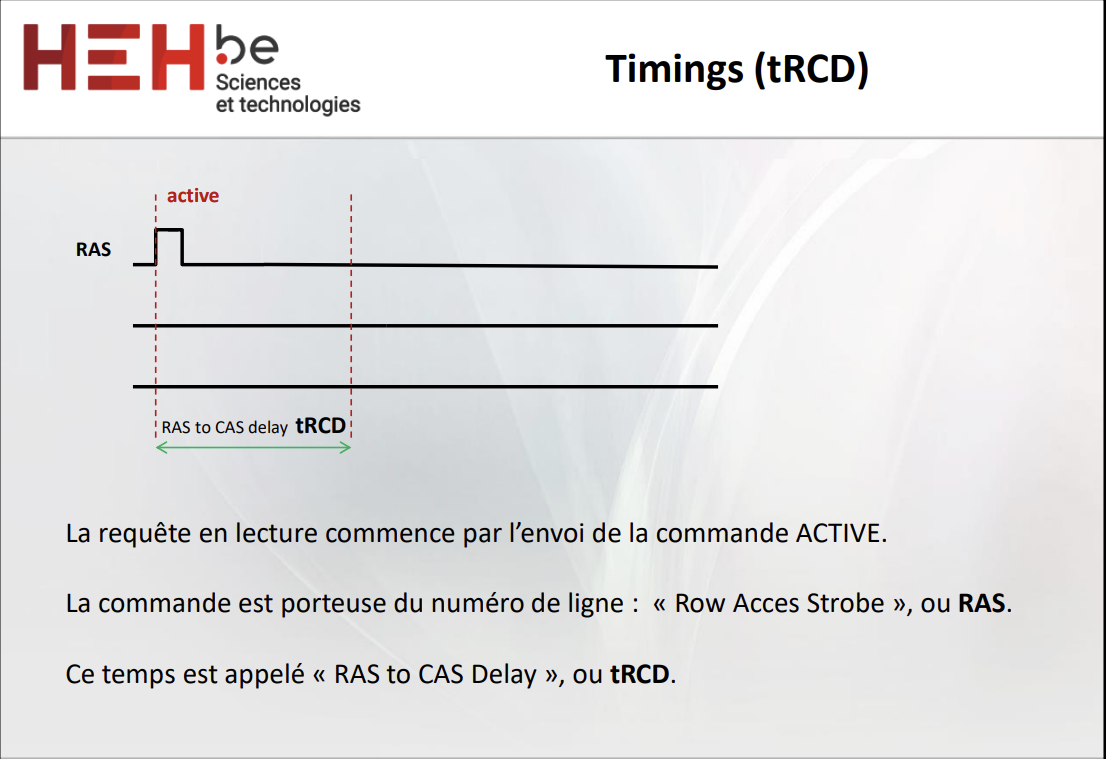 HEH.be
Sciences
et technologies
Timings (tRCD)
active
RAS
RAS to CAS delay tRCD
La requête en lecture commence par l’envoi de la commande ACTIVE.
La commande est porteuse du numéro de ligne : « Row Acces Strobe », ou RAS.
Ce temps est appelé « RAS to CAS Delay », ou tRCD.